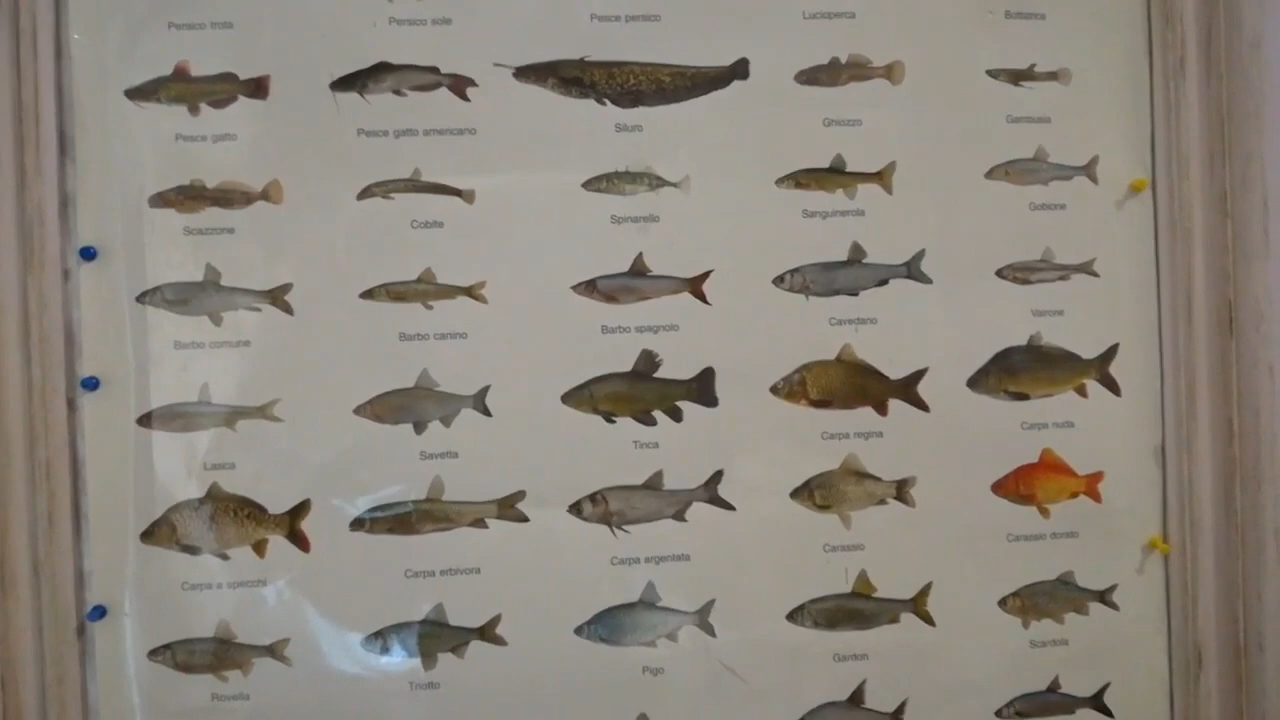 Persico trota
Persico sole
Pesce persico
Lucioperca
Bottatrice
Pesce gatto
Pesce gatto americano
Siluro
Ghiozzo
Gambusia
Scazzone
Cobite
Spinarello
Sanguinerola
Gobione
Barbo comune
Barbo canino
Barbo spagnolo
Cavedano
Vairone
Lasca
Savetta
Tinca
Carpa regina
Carpa nuda
Carpa a specchi
Carpa erbivora
Carpa argentata
Carassio
Carassio dorato
Rovella
Triotto
Pigo
Gardon
Scardola